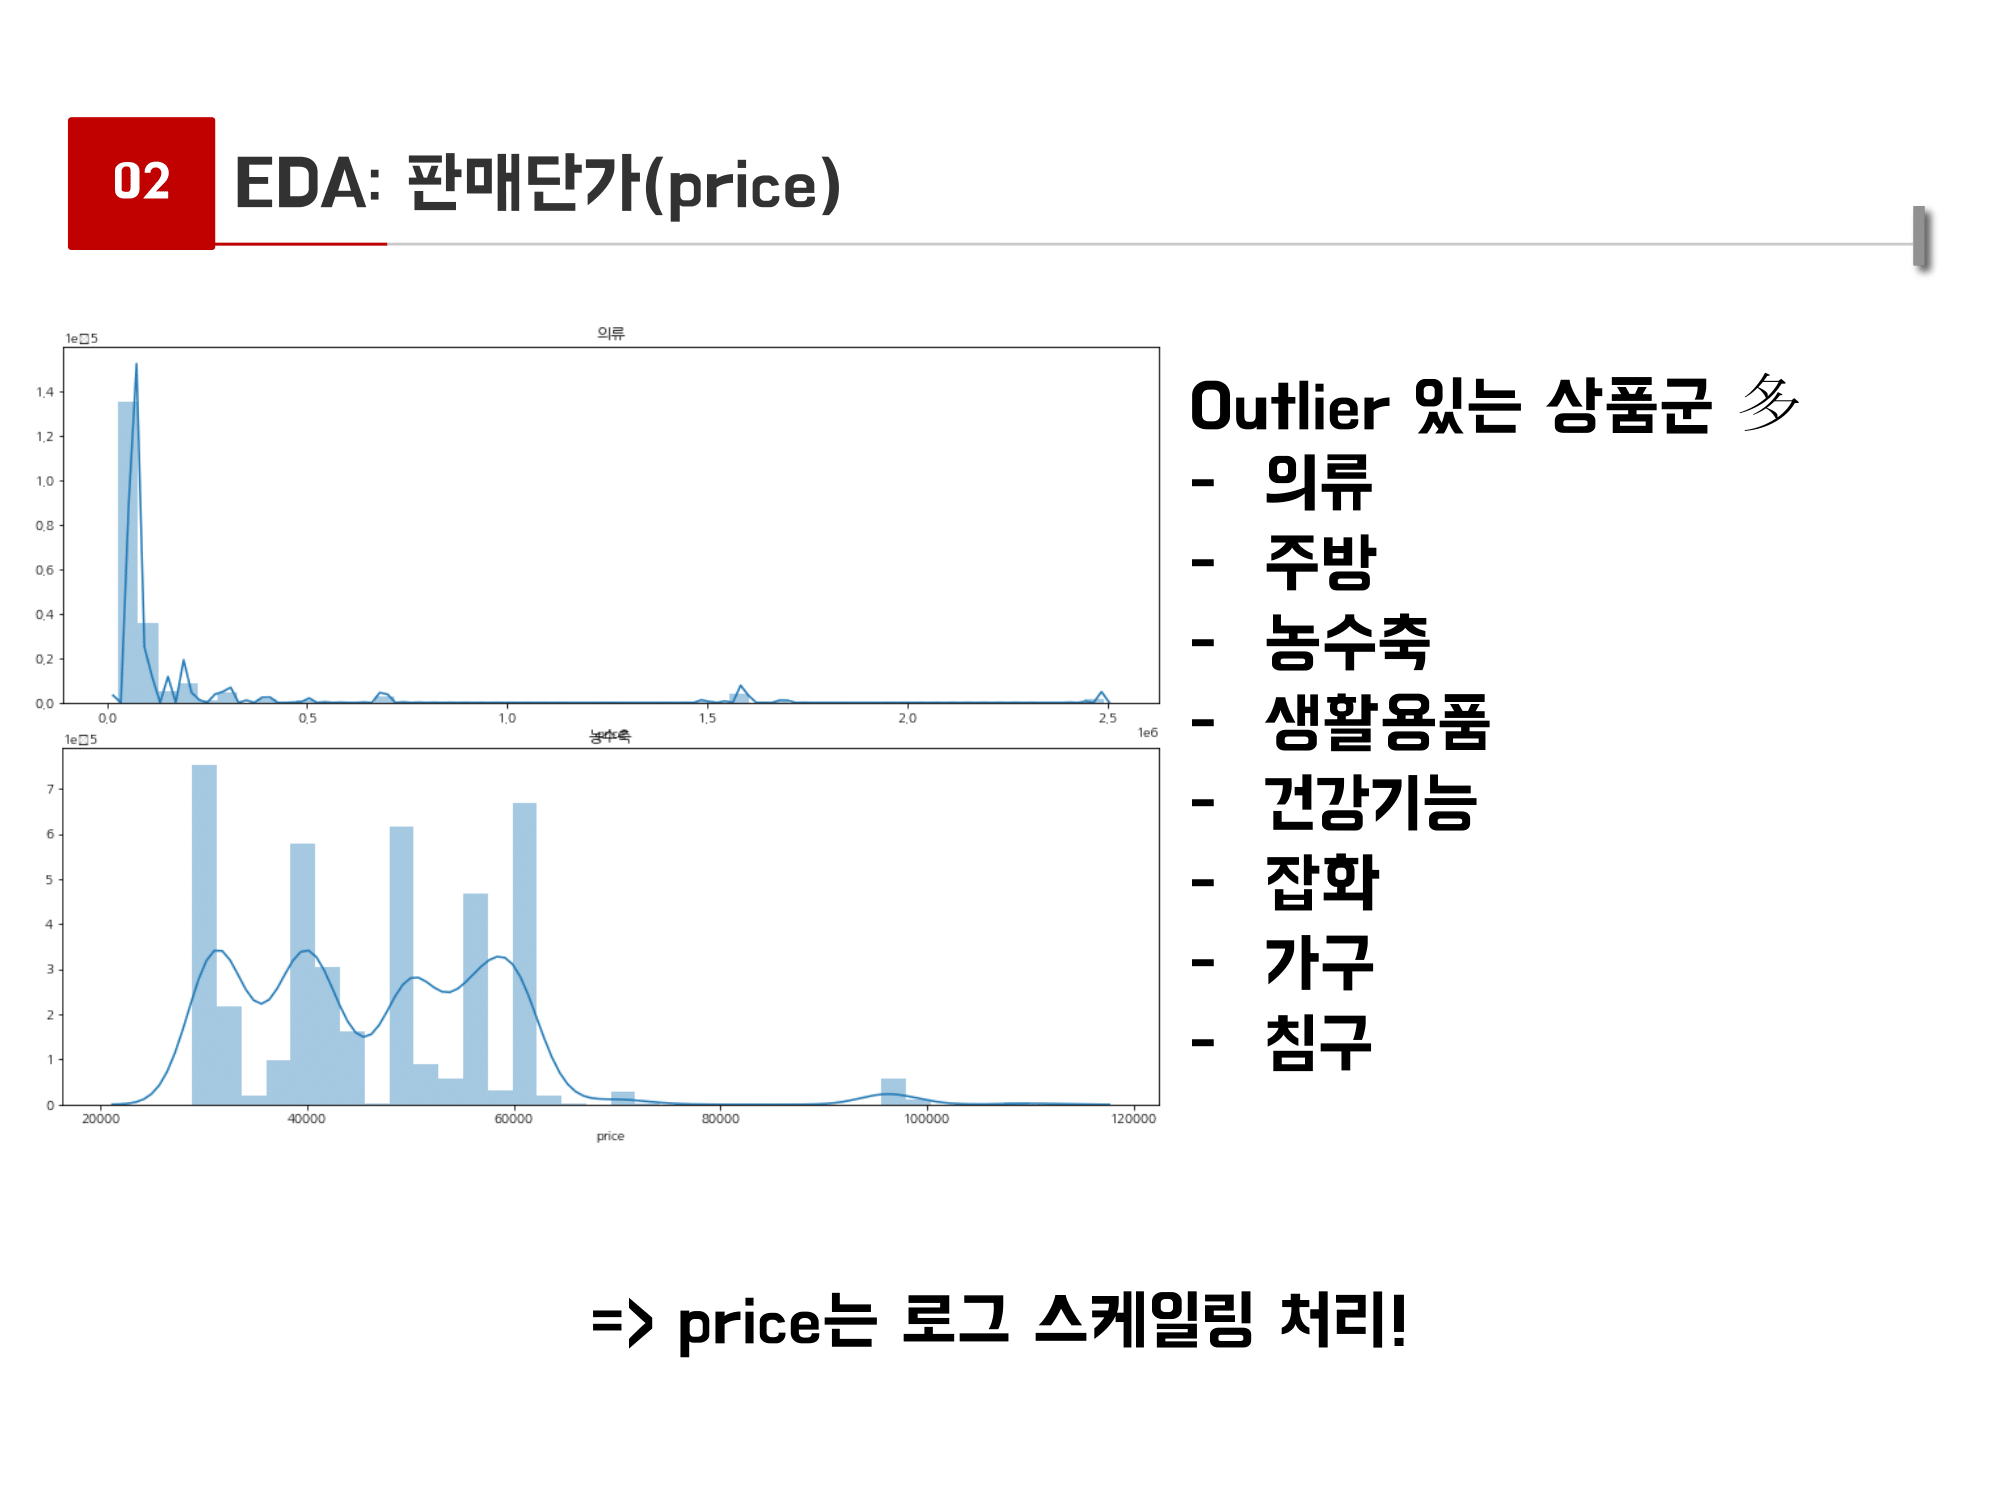 02
EDA: 판매단가(price)
의류
1e□5
1.4
1.2
1.0
0.8
0.6
0.4
0.2
0.0
0.0 0.5 1.0 1.5 2.0 2.5
1e6
농수축
1e□5
7
6
5
4
3
2
1
0
20000 40000 60000 80000 100000 120000
price
Outlier 있는 상품군 多
- 의류
- 주방
- 농수축
- 생활용품
- 건강기능
- 잡화
- 가구
- 침구
=> price는 로그 스케일링 처리!